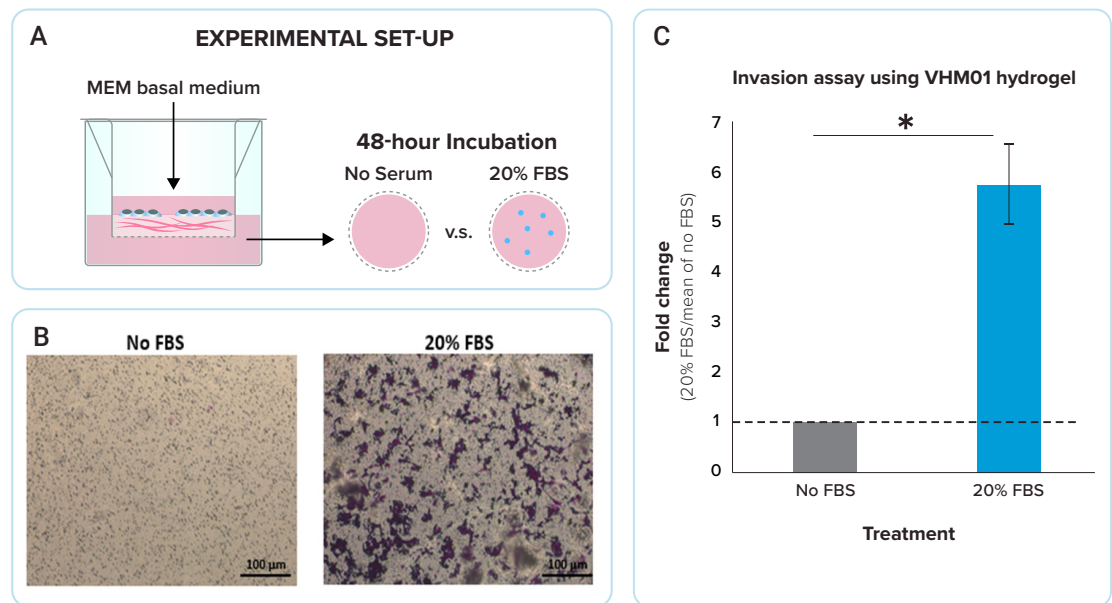 A
EXPERIMENTAL SET-UP
MEM basal medium
48-hour Incubation
No Serum
20% FBS
v.s.
B
No FBS
20% FBS
100 µm
100 µm
C
Invasion assay using VHM01 hydrogel
*
Fold change
(20% FBS/mean of no FBS)
7
6
5
4
3
2
1
0
No FBS
20% FBS
Treatment